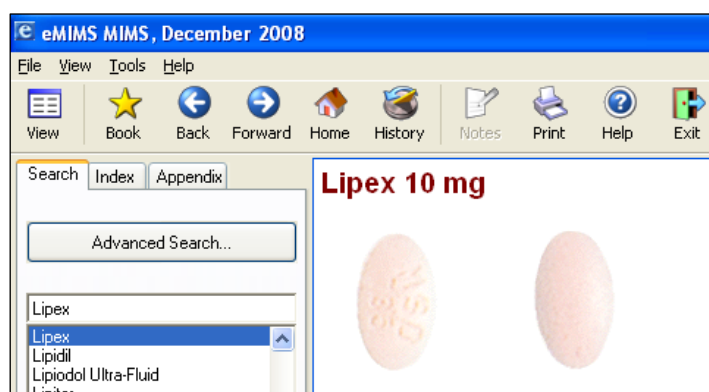 eMIMS MIMS, December 2008
File View Tools Help
View Book Back Forward Home History Notes Print Help Exit
Search Index Appendix
Lipex 10 mg
Advanced Search...
Lipex
Lipex
Lipidil
Lipiodol Ultra-Fluid